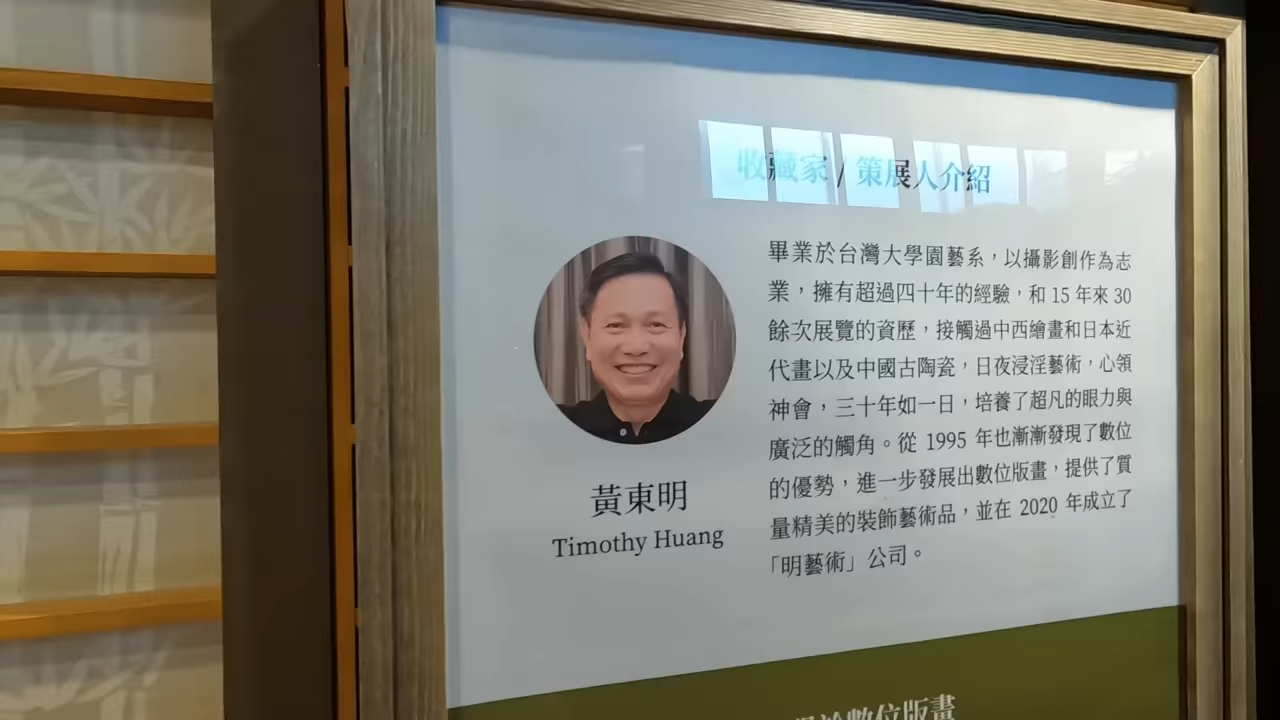 收藏家 / 策展人介紹
畢業於台灣大學園藝系，以攝影創作為志
業，擁有超過四十年的經驗，和 15 年來 30
餘次展覽的資歷，接觸過中西繪畫和日本近
代畫以及中國古陶瓷，日夜浸淫藝術，心領
神會，三十年如一日，培養了超凡的眼力與
廣泛的觸角。從 1995 年也漸漸發現了數位
的優勢，進一步發展出數位版畫，提供了質
量精美的裝飾藝術品，並在 2020 年成立了
「明藝術」公司。
黃東明
Timothy Huang
數位版畫